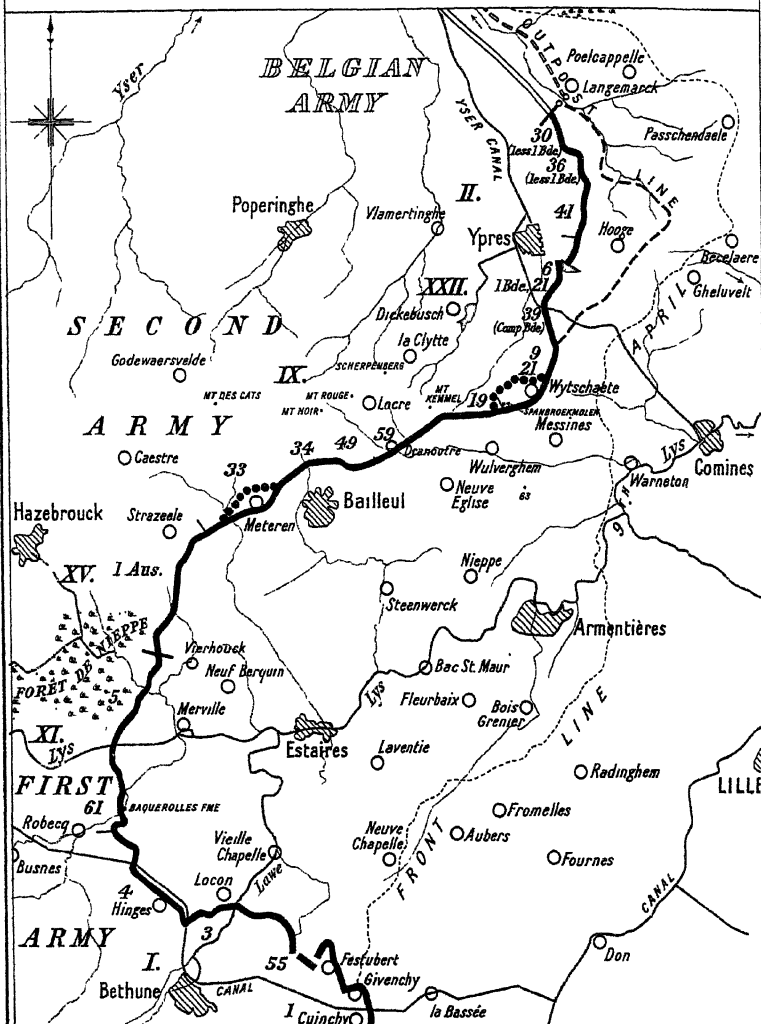 BELGIAN
ARMY
Yser
YSER CANAL
OUTPOST
LINE
Poelcappelle
Langemarck
Passchendaele
30
(less 1 Bde.)
36
(less 1 Bde.)
II.
41
Poperinghe
Vlamertinghe
Ypres
Hooge
Becelaere
Gheluvelt
6
1 Bde. 21
XXII.
Dickebusch
39
(Comp Bde.)
APRIL
SECOND
la Clytte
SCHERPENBERG
9
21
Godewaersvelde
IX.
MT DES CATS
MT ROUGE
MT NOIR
MT
KEMMEL
Locre
19
Wytschaete
SPANBROEKMOLEN
ARMY
Messines
59
Dranoutre
49
34
Wulverghem
Lys
Comines
Caestre
33
Warneton
Neuve
Eglise
63
Bailleul
Hazebrouck
Strazeele
Meteren
9TH
XV.
1 Aus.
Nieppe
Steenwerck
Armentières
FORÊT DE NIEPPE
5
Vierhouck
Neuf Berquin
Bac St. Maur
Lys
Merville
Fleurbaix
Bois
Grenier
LINE
XI.
Lys
Estaires
Laventie
FIRST
61
BAQUEROLLES FME
Radinghem
LILLE
Robecq
Fromelles
Neuve
Chapelle
Aubers
FRONT
Vieille
Chapelle
Busnes
Fournes
Locon
Lawe
4
Hinges
CANAL
ARMY
3
Don
I.
55
Festubert
Givenchy
Bethune
CANAL
la Bassée
1
Cuinchy